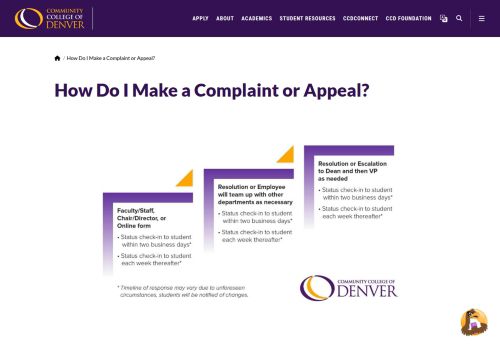 COMMUNITY
COLLEGE OF
DENVER
APPLY ABOUT ACADEMICS STUDENT RESOURCES CCDCONNECT CCD FOUNDATION
/ How Do I Make a Complaint or Appeal?
How Do I Make a Complaint or Appeal?
Faculty/Staff,
Chair/Director, or
Online form
• Status check-in to student
within two business days*
• Status check-in to student
each week thereafter*
Resolution or Employee
will team up with other
departments as necessary
• Status check-in to student
within two business days*
• Status check-in to student
each week thereafter*
Resolution or Escalation
to Dean and then VP
as needed
• Status check-in to student
within two business days*
• Status check-in to student
each week thereafter*
* Timeline of response may vary due to unforeseen
circumstances, students will be notified of changes.
COMMUNITY COLLEGE OF
DENVER